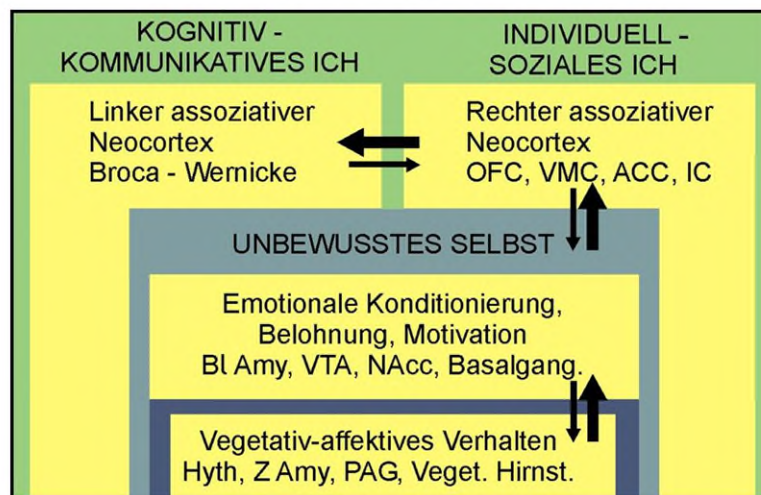 KOGNITIV -
KOMMUNIKATIVES ICH
INDIVIDUELL -
SOZIALES ICH
Linker assoziativer
Neocortex
Broca - Wernicke
Rechter assoziativer
Neocortex
OFC, VMC, ACC, IC
UNBEWUSSTES SELBST
Emotionale Konditionierung,
Belohnung, Motivation
Bl Amy, VTA, NAcc, Basalgang.
Vegetativ-affektives Verhalten
Hyth, Z Amy, PAG, Veget. Hirnst.